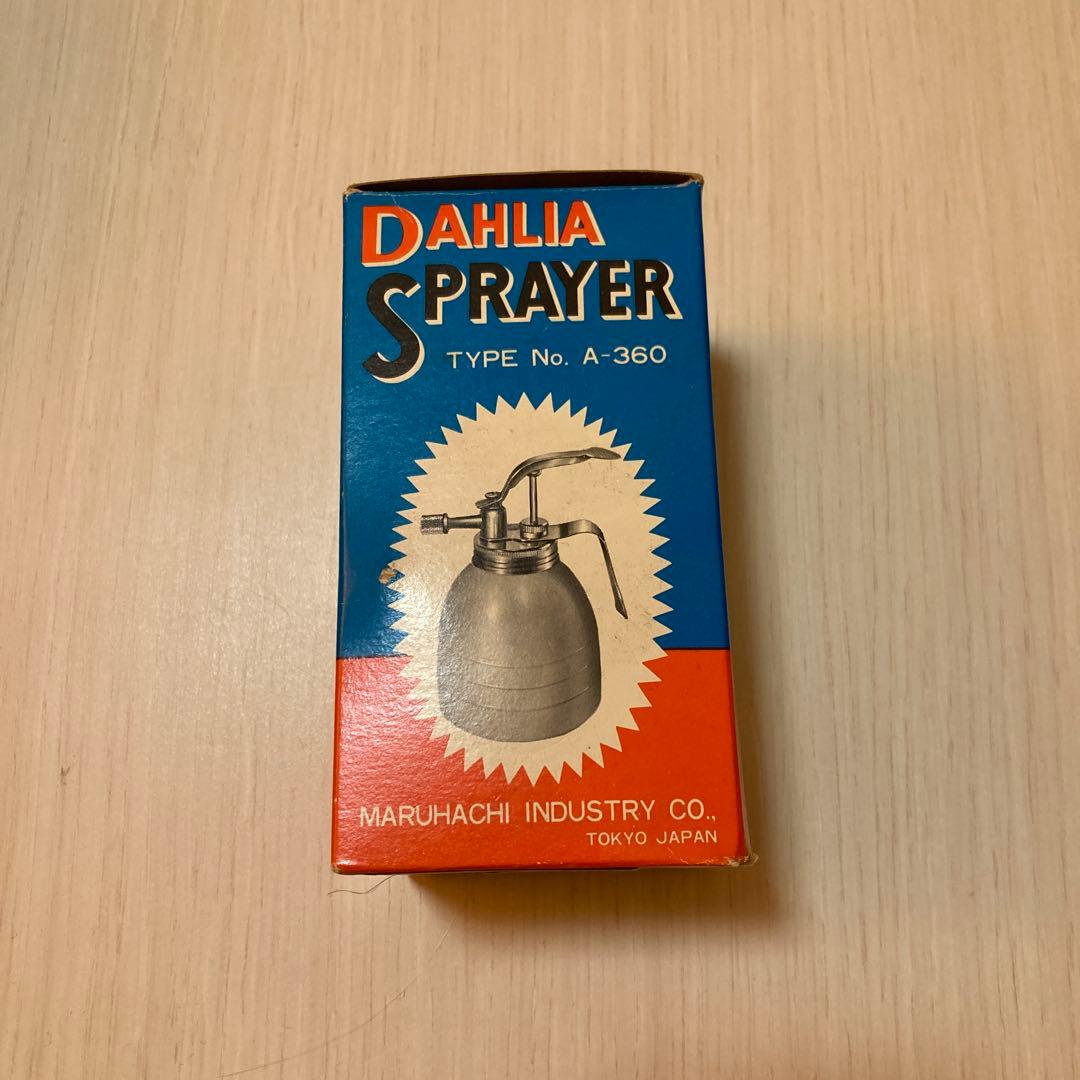 DAHLIA
SPRAYER
TYPE No. A-360
MARUHACHI INDUSTRY CO.,
TOKYO JAPAN